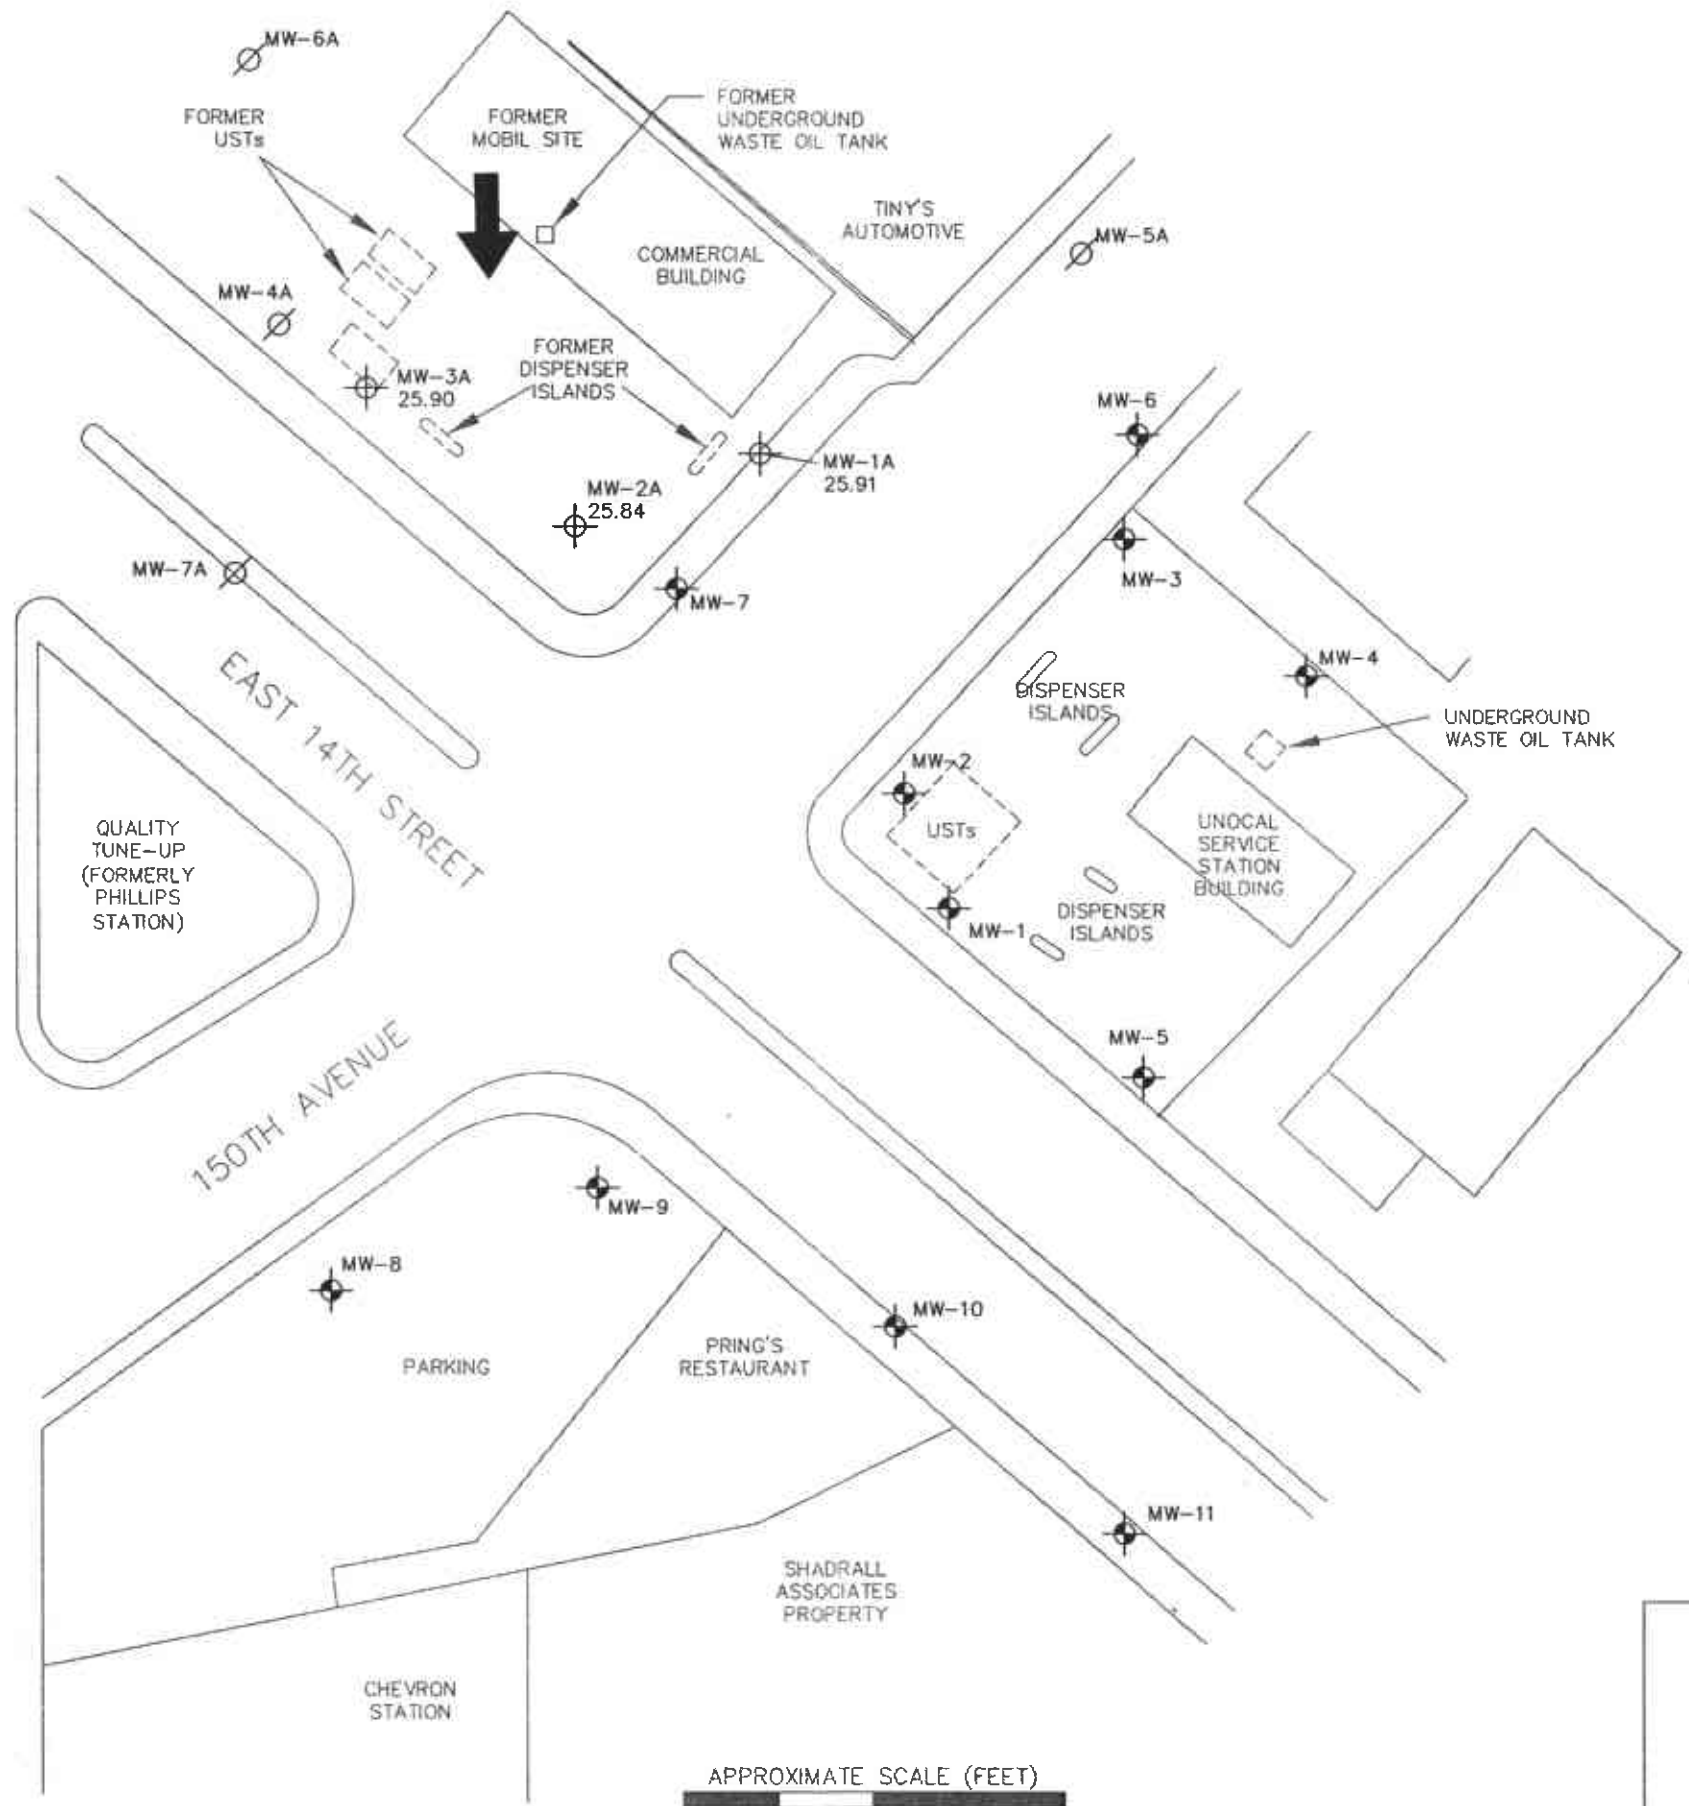 MW-6A
FORMER
USTs
FORMER
MOBIL SITE
FORMER
UNDERGROUND
WASTE OIL TANK
TINY'S
AUTOMOTIVE
MW-5A
COMMERCIAL
BUILDING
MW-4A
FORMER
DISPENSER
ISLANDS
MW-3A
25.90
MW-6
MW-1A
25.91
MW-2A
25.84
MW-7A
MW-7
MW-3
MW-4
DISPENSER
ISLANDS
UNDERGROUND
WASTE OIL TANK
EAST 14TH STREET
MW-2
USTs
UNOCAL
SERVICE
STATION
BUILDING
QUALITY
TUNE-UP
(FORMERLY
PHILLIPS
STATION)
MW-1
DISPENSER
ISLANDS
MW-5
150TH AVENUE
MW-9
MW-8
MW-10
PARKING
PRING'S
RESTAURANT
MW-11
SHADRALL
ASSOCIATES
PROPERTY
CHEVRON
STATION
APPROXIMATE SCALE (FEET)